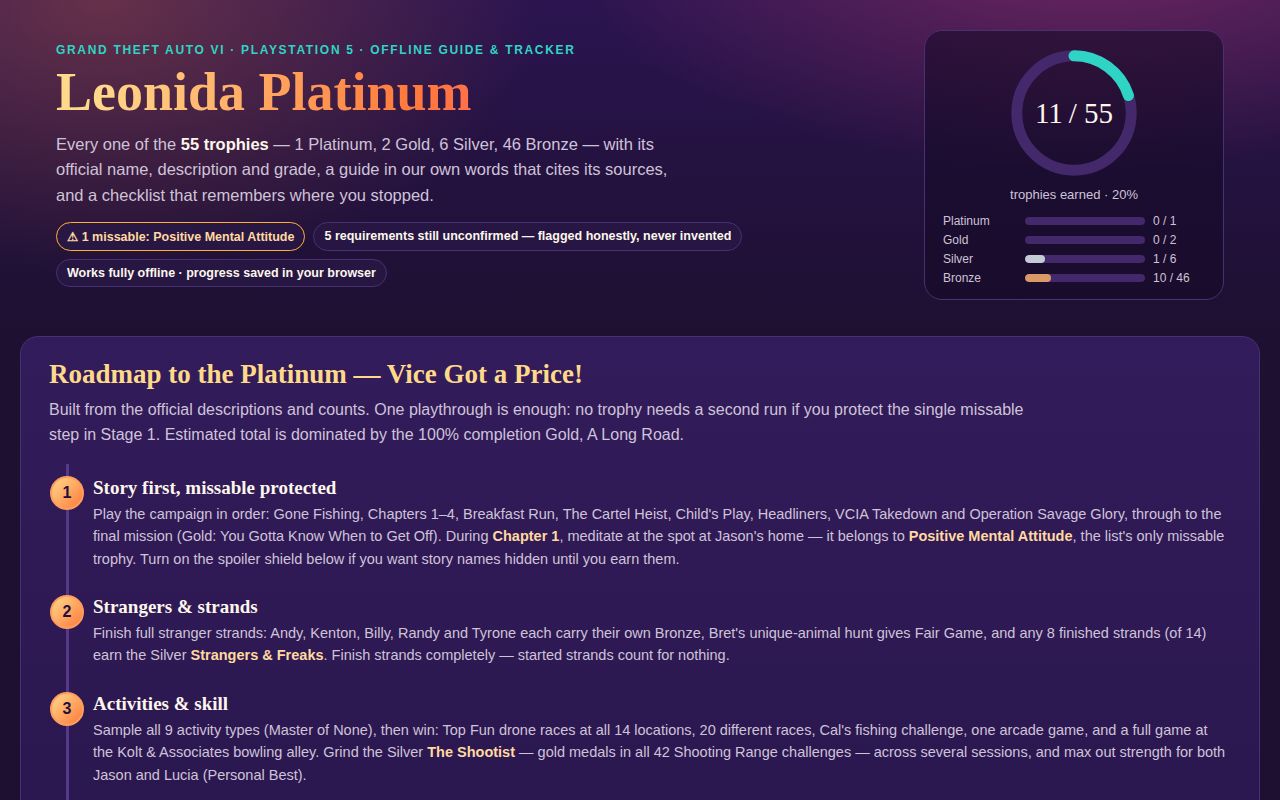 GRAND THEFT AUTO VI · PLAYSTATION 5 · OFFLINE GUIDE & TRACKER
Leonida Platinum
Every one of the 55 trophies — 1 Platinum, 2 Gold, 6 Silver, 46 Bronze — with its
official name, description and grade, a guide in our own words that cites its sources,
and a checklist that remembers where you stopped.
⚠ 1 missable: Positive Mental Attitude
5 requirements still unconfirmed — flagged honestly, never invented
Works fully offline · progress saved in your browser
11 / 55
trophies earned · 20%
Platinum 0 / 1
Gold 0 / 2
Silver 1 / 6
Bronze 10 / 46
Roadmap to the Platinum — Vice Got a Price!
Built from the official descriptions and counts. One playthrough is enough: no trophy needs a second run if you protect the single missable
step in Stage 1. Estimated total is dominated by the 100% completion Gold, A Long Road.
1 Story first, missable protected
Play the campaign in order: Gone Fishing, Chapters 1–4, Breakfast Run, The Cartel Heist, Child's Play, Headliners, VCIA Takedown and Operation Savage Glory, through to the
final mission (Gold: You Gotta Know When to Get Off). During Chapter 1, meditate at the spot at Jason's home — it belongs to Positive Mental Attitude, the list's only missable
trophy. Turn on the spoiler shield below if you want story names hidden until you earn them.
2 Strangers & strands
Finish full stranger strands: Andy, Kenton, Billy, Randy and Tyrone each carry their own Bronze, Bret's unique-animal hunt gives Fair Game, and any 8 finished strands (of 14)
earn the Silver Strangers & Freaks. Finish strands completely — started strands count for nothing.
3 Activities & skill
Sample all 9 activity types (Master of None), then win: Top Fun drone races at all 14 locations, 20 different races, Cal's fishing challenge, one arcade game, and a full game at
the Kolt & Associates bowling alley. Grind the Silver The Shootist — gold medals in all 42 Shooting Range challenges — across several sessions, and max out strength for both
Jason and Lucia (Personal Best).